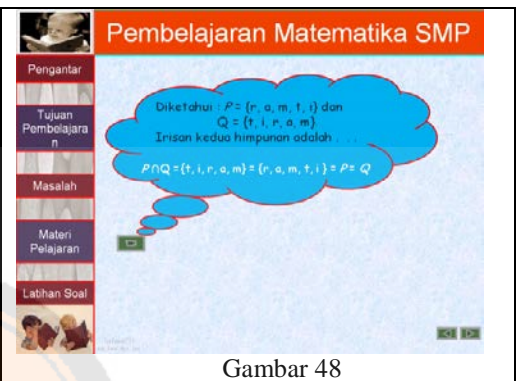 Pembelajaran Matematika SMP
Pengantar
Tujuan
Pembelajara
n
Masalah
Materi
Pelajaran
Latihan Soal
Diketahui : P = {r, a, m, t, i} dan
Q = {t, i, r, a, m}.
Irisan kedua himpunan adalah . . .
P∩Q = {t, i, r, a, m} = {r, a, m, t, i } = P= Q
Gambar 48